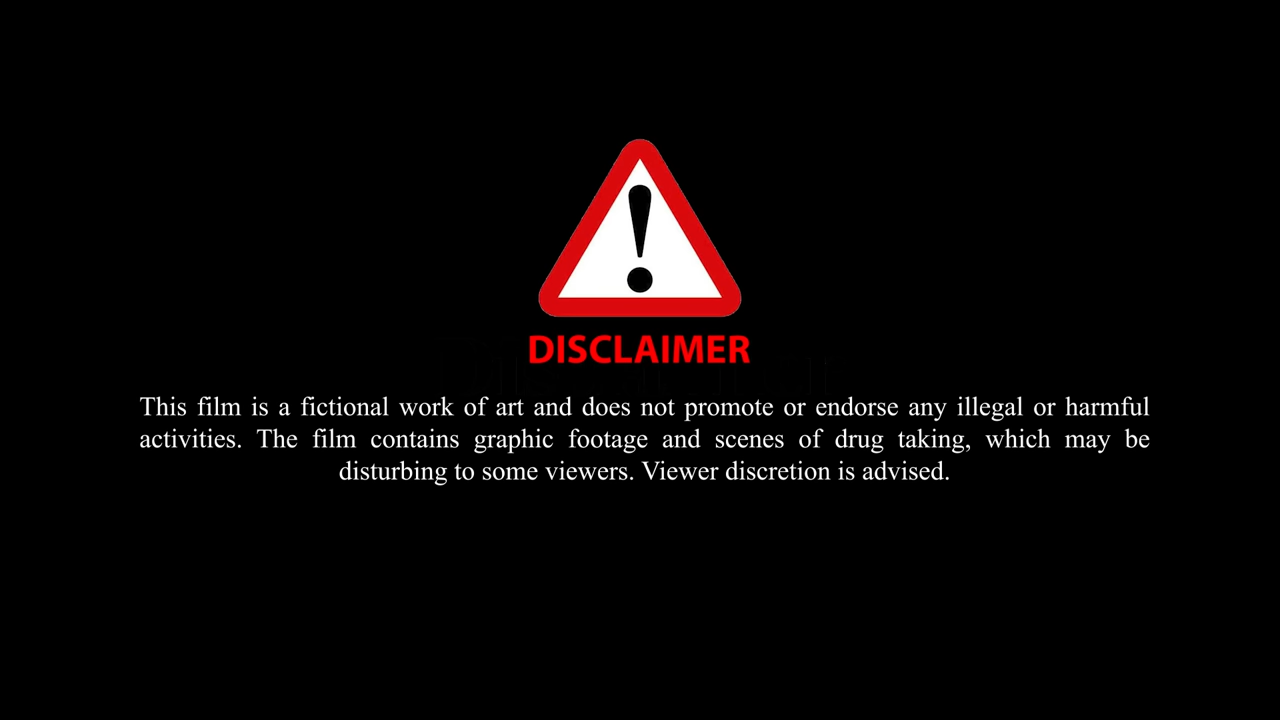 DISCLAIMER
This film is a fictional work of art and does not promote or endorse any illegal or harmful
activities. The film contains graphic footage and scenes of drug taking, which may be
disturbing to some viewers. Viewer discretion is advised.